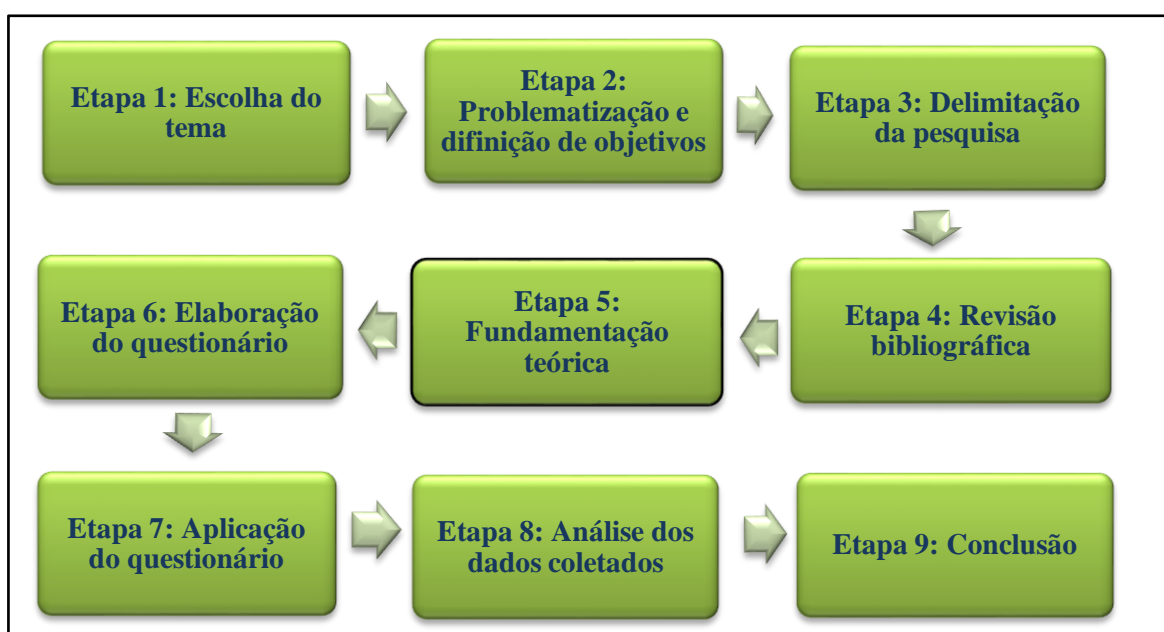 Etapa 1: Escolha do
tema
Etapa 2:
Problematização e
difinição de objetivos
Etapa 3: Delimitação
da pesquisa
Etapa 4: Revisão
bibliográfica
Etapa 5:
Fundamentação
teórica
Etapa 6: Elaboração
do questionário
Etapa 7: Aplicação
do questionário
Etapa 8: Análise dos
dados coletados
Etapa 9: Conclusão